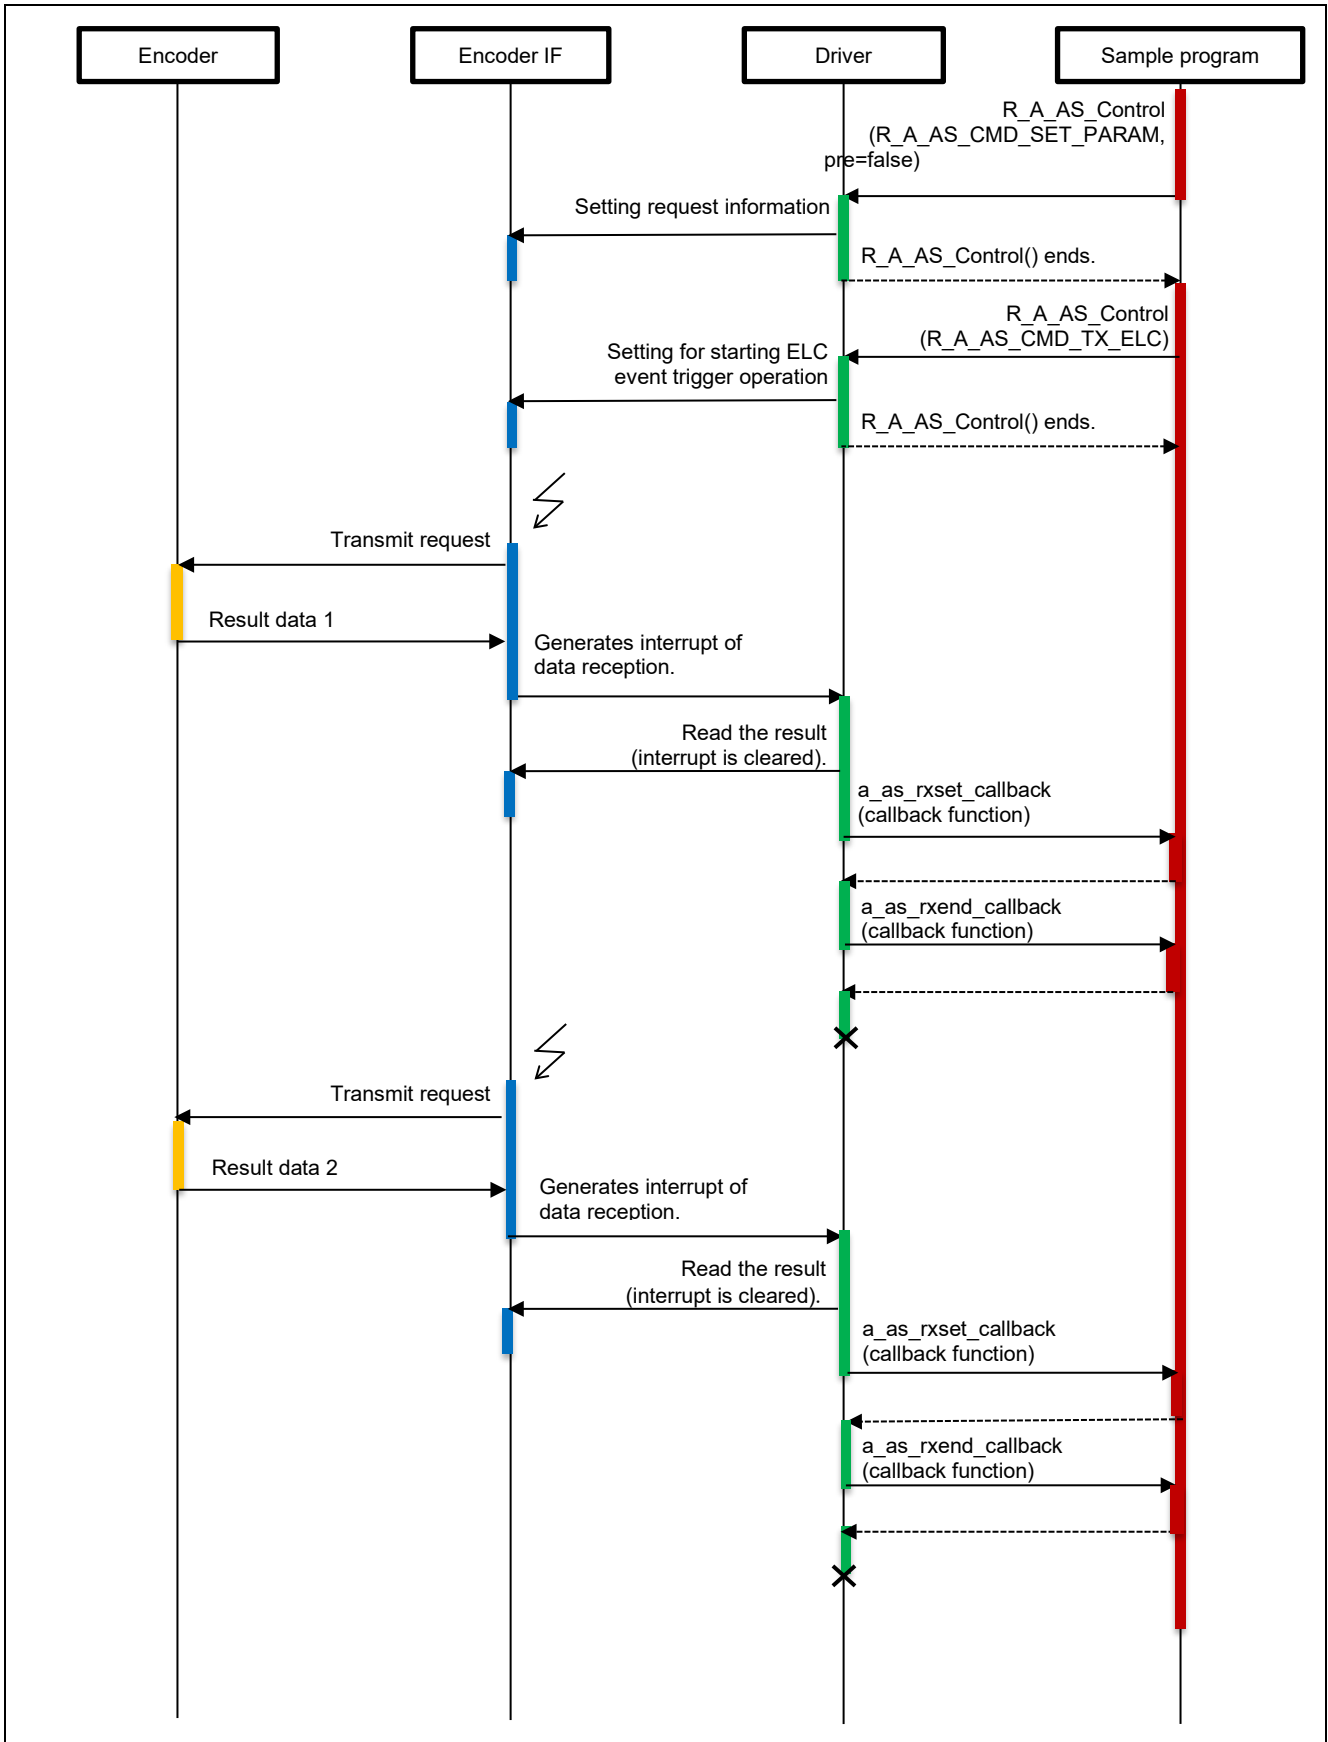 Encoder
Encoder IF
Driver
Sample program
R_A_AS_Control
(R_A_AS_CMD_SET_PARAM,
pre=false)
Setting request information
R_A_AS_Control() ends.
R_A_AS_Control
(R_A_AS_CMD_TX_ELC)
Setting for starting ELC
event trigger operation
R_A_AS_Control() ends.
Transmit request
Result data 1
Generates interrupt of
data reception.
Read the result
(interrupt is cleared).
a_as_rxset_callback
(callback function)
a_as_rxend_callback
(callback function)
Transmit request
Result data 2
Generates interrupt of
data reception.
Read the result
(interrupt is cleared).
a_as_rxset_callback
(callback function)
a_as_rxend_callback
(callback function)